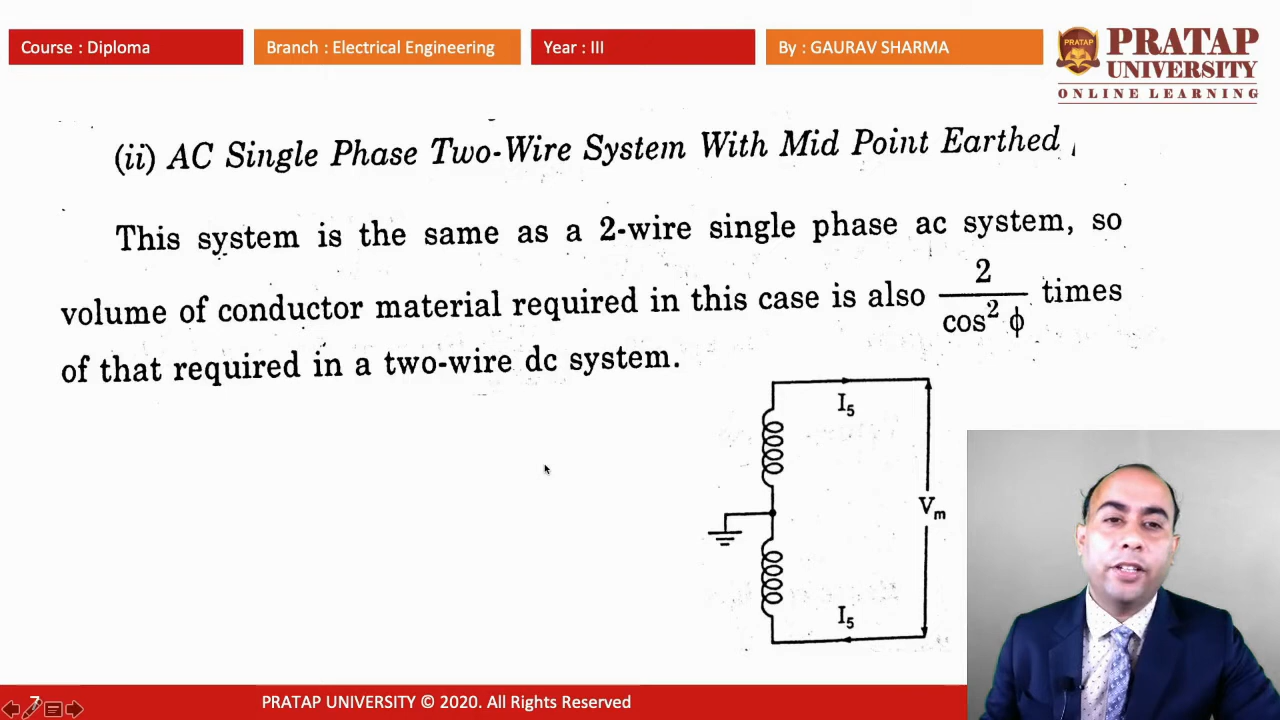 Course : Diploma
Branch : Electrical Engineering
Year : III
By : GAURAV SHARMA
PRATAP
PRATAP
UNIVERSITY
ONLINE LEARNING
(ii) AC Single Phase Two-Wire System With Mid Point Earthed
This system is the same as a 2-wire single phase ac system, so
volume of conductor material required in this case is also 2/cos² ϕ times
of that required in a two-wire dc system.
I₅
Vₘ
I₅
7
PRATAP UNIVERSITY © 2020. All Rights Reserved